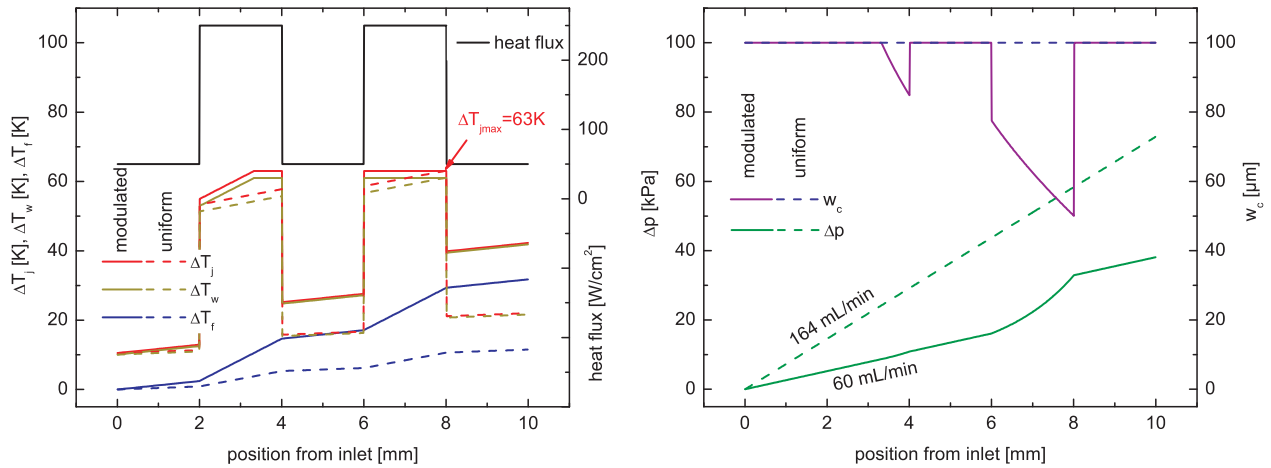 100
80
60
40
20
0
ΔT_j [K], ΔT_w [K], ΔT_f [K]
0 2 4 6 8 10
position from inlet [mm]
200
150
100
50
0
heat flux [W/cm²]
heat flux
ΔT_jmax=63K
modulated
uniform
ΔT_j
ΔT_w
ΔT_f
100
80
60
40
20
0
Δp [kPa]
0 2 4 6 8 10
position from inlet [mm]
100
80
60
40
20
0
w_c [µm]
modulated
uniform
w_c
Δp
164 mL/min
60 mL/min